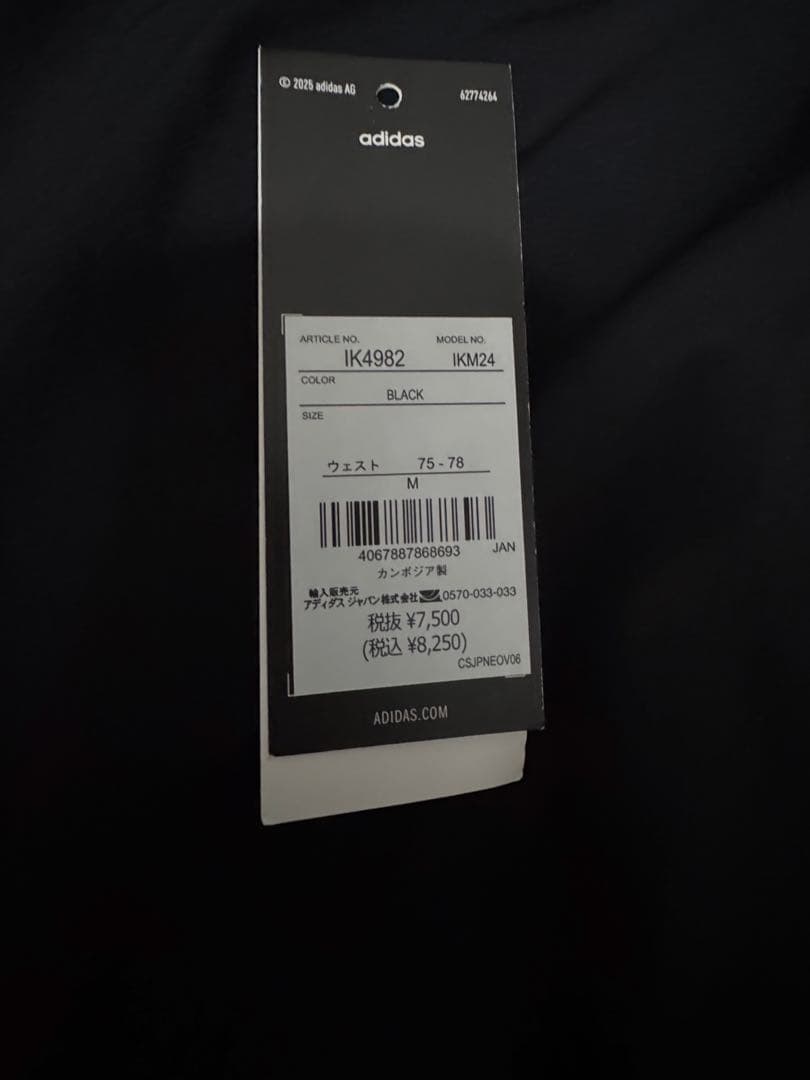 © 2025 adidas AG 62774264
adidas
ARTICLE NO. MODEL NO.
IK4982 IKM24
COLOR
BLACK
SIZE
ウェスト 75 - 78
M
4067887868693 JAN
カンボジア製
輸入販売元
アディダス ジャパン株式会社 0570-033-033
税抜 ¥7,500
(税込 ¥8,250)
CSJPNEOV06
ADIDAS.COM